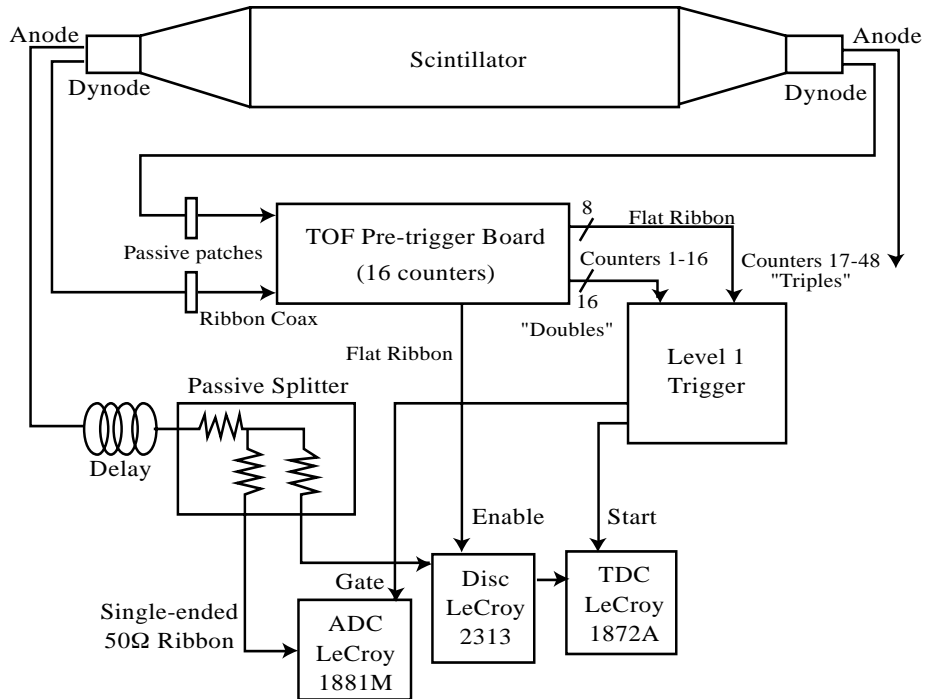 Anode
Anode
Scintillator
Dynode
Dynode
8
Flat Ribbon
TOF Pre-trigger Board
(16 counters)
Passive patches
Counters 1-16
Counters 17-48
"Triples"
16
Ribbon Coax
"Doubles"
Flat Ribbon
Level 1
Trigger
Passive Splitter
Delay
Enable
Start
Gate
Disc
LeCroy
2313
TDC
LeCroy
1872A
Single-ended
50Ω Ribbon
ADC
LeCroy
1881M